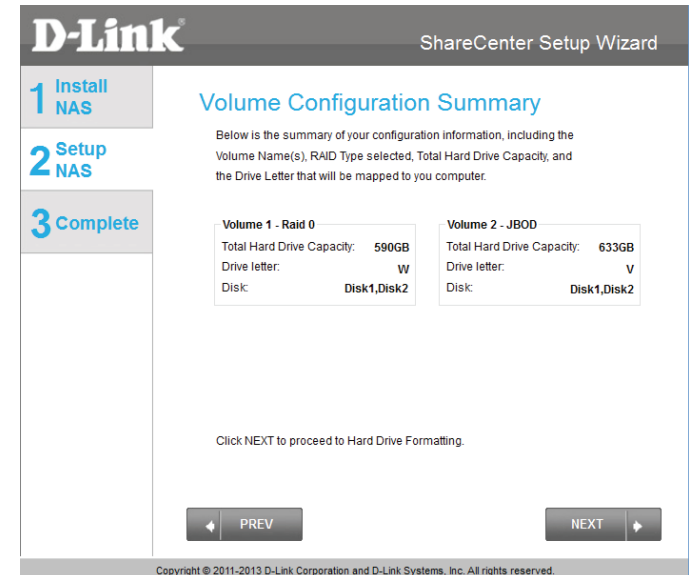 D-Link®
ShareCenter Setup Wizard
1 Install NAS
2 Setup NAS
3 Complete
Volume Configuration Summary
Below is the summary of your configuration information, including the
Volume Name(s), RAID Type selected, Total Hard Drive Capacity, and
the Drive Letter that will be mapped to you computer.
Volume 1 - Raid 0
Total Hard Drive Capacity: 590GB
Drive letter: W
Disk: Disk1,Disk2
Volume 2 - JBOD
Total Hard Drive Capacity: 633GB
Drive letter: V
Disk: Disk1,Disk2
Click NEXT to proceed to Hard Drive Formatting.
PREV
NEXT
Copyright © 2011-2013 D-Link Corporation and D-Link Systems, Inc. All rights reserved.